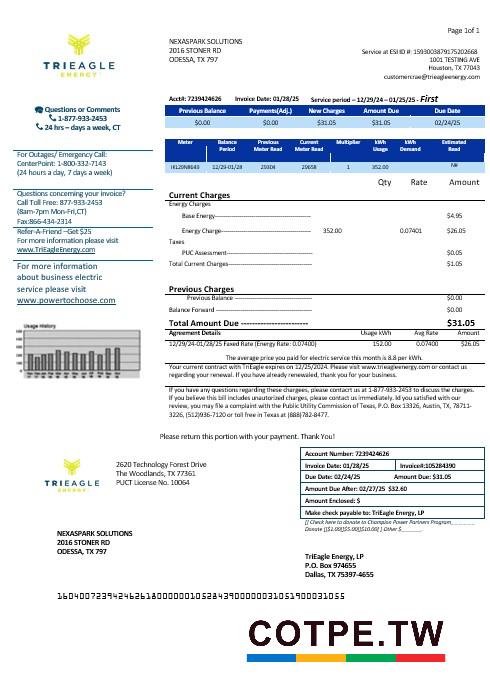 Page 1of 1
TRIEAGLE
ENERGY
NEXASPARK SOLUTIONS
2016 STONER RD
ODESSA, TX 797
Service at ESHID #: 1593003879175202668
1001 TESTING AVE
Houston, TX 77043
customercrae@trieagleenergy.com
Questions or Comments
1-877-933-2453
24 hrs – days a week, CT
Acct#: 7239424626 Invoice Date: 01/28/25 Service period – 12/29/24 – 01/25/25 - First
Previous Balance Payments(Adj.) New Charges Amount Due Due Date
$0.00 $0.00 $31.05 $31.05 02/24/25
Meter Balance Period Previous Meter Read Current Meter Read Multiplier kWh Usage kWh Demand Estimated Read
12/29-01/28 29304 29658 1 352.00
For Outages/ Emergency Call:
CenterPoint: 1-800-332-7143
(24 hours a day, 7 days a week)
Questions concerning your invoice?
Call Toll Free: 877-933-2453
(8am-7pm Mon-Fri,CT)
Fax:866-434-2314
Refer-A-Friend –Get $25
For more information please visit
www.TriEagleEnergy.com
For more information
about business electric
service please visit
www.powertochoose.com
Usage History
Qty Rate Amount
Current Charges
Energy Charges
Base Energy $4.95
Energy Charge 352.00 0.07401 $26.05
Taxes
PUC Assessment $0.05
Total Current Charges $1.05
Previous Charges
Previous Balance $0.00
Balance Forward $0.00
Total Amount Due ------------------------ $31.05
Agreement Details Usage kWh Avg Rate Amount
12/29/24-01/28/25 Faxed Rate (Energy Rate: 0.07400) 152.00 0.07400 $26.05
The average price you paid for electric service this month is 8.8 per kWh.
Your current contract with TriEagle expires on 12/25/2024. Please visit www.trieagleenergy.com or contact us
regarding your renewal. If you have already renewed, thank you for your business.
If you have any questions regarding these charges, please contacrt us at 1-877-933-2453 to discuss the charges.
If you believe this bill includes unautorized charges, please contact us immediately. Id you satisfied with our
review, you may file a complaint with the Public Utility Commission of Texas, P.O. Box 13326, Austin, TX, 78711-
3226, (512)936-7120 or toll free in Texas at (888)782-8477.
Please return this portion with your payment. Thank You!
TRIEAGLE
ENERGY
2620 Technology Forest Drive
The Woodlands, TX 77361
PUCT License No. 10064
Account Number: 7239424626
Invoice Date: 01/28/25 Invoice#:105284390
Due Date: 02/24/25 Amount Due: $31.05
Amount Due After: 02/27/25 $32.60
Amount Enclosed: $
Make check payable to: TriEagle Energy, LP
[] Check here to donate to Champion Power Partners Program
Donate [[$1.00]$5.00[]$10.00[ ] Other $
NEXASPARK SOLUTIONS
2016 STONER RD
ODESSA, TX 797
TriEagle Energy, LP
P.O. Box 974655
Dallas, TX 75397-4655
COTPE.TW